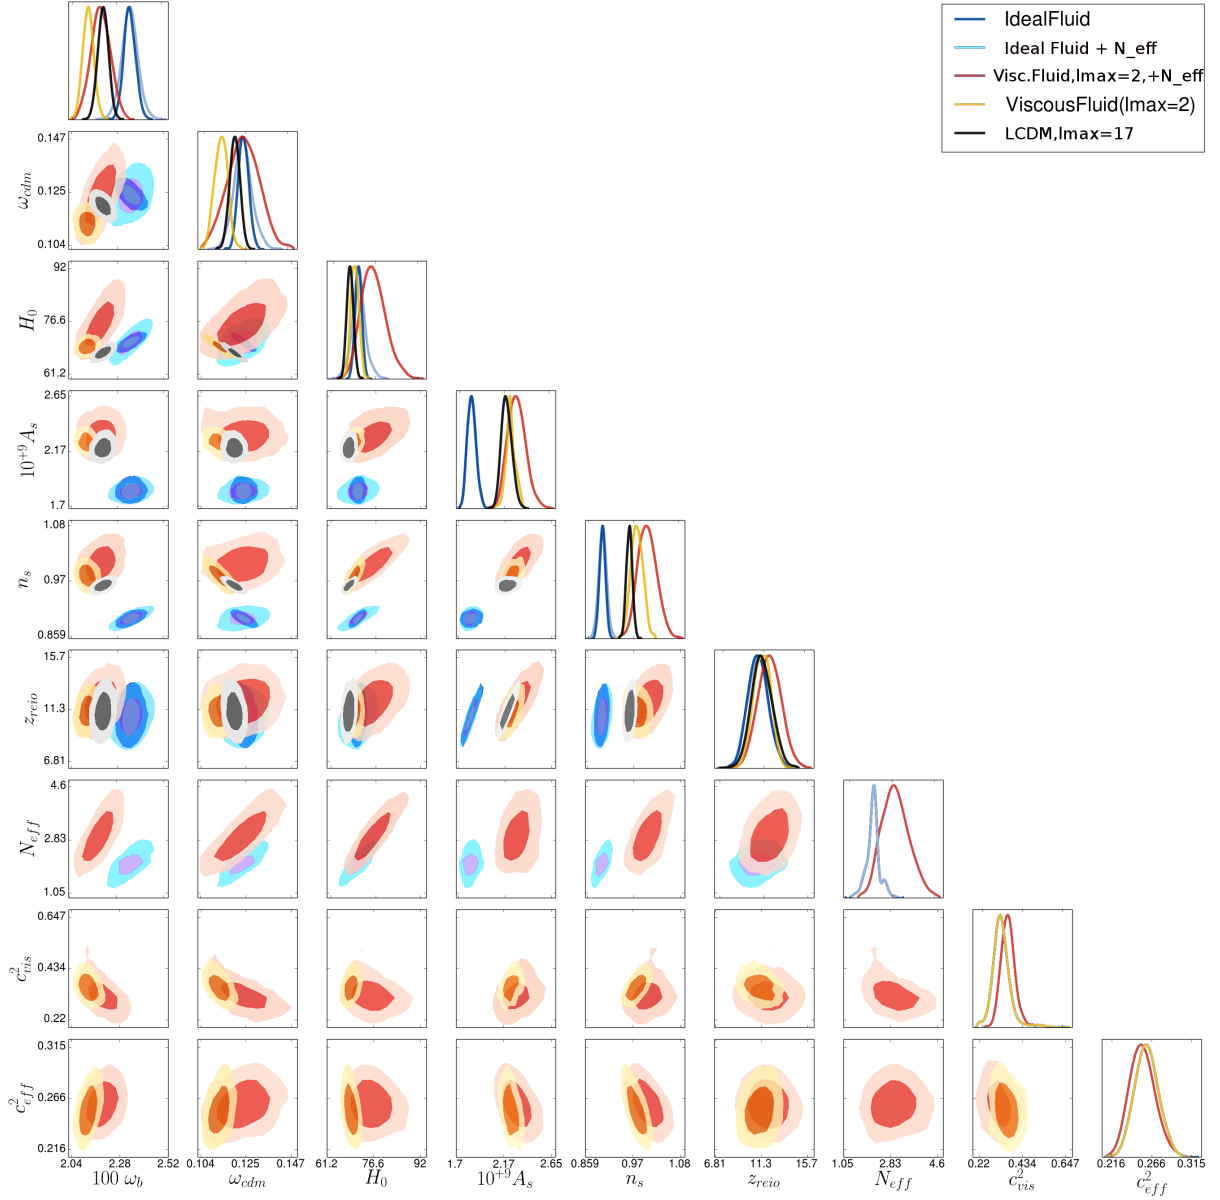 IdealFluid
Ideal Fluid + N_eff
Visc.Fluid,lmax=2,+N_eff
ViscousFluid(lmax=2)
LCDM,lmax=17
0.147
0.125
0.104
ω_cdm
92
76.6
61.2
H_0
2.65
2.17
1.7
10^{+9}A_s
1.08
0.97
0.859
n_s
15.7
11.3
6.81
z_reio
4.6
2.83
1.05
N_eff
0.647
0.434
0.22
c^2_vis
0.315
0.266
0.216
c^2_eff
2.04 2.28 2.52 0.104 0.125 0.147 61.2 76.6 92 1.7 2.17 2.65 0.859 0.97 1.08 6.81 11.3 15.7 1.05 2.83 4.6 0.22 0.434 0.647 0.216 0.266 0.315
100 ω_b ω_cdm H_0 10^{+9}A_s n_s z_reio N_eff c^2_vis c^2_eff